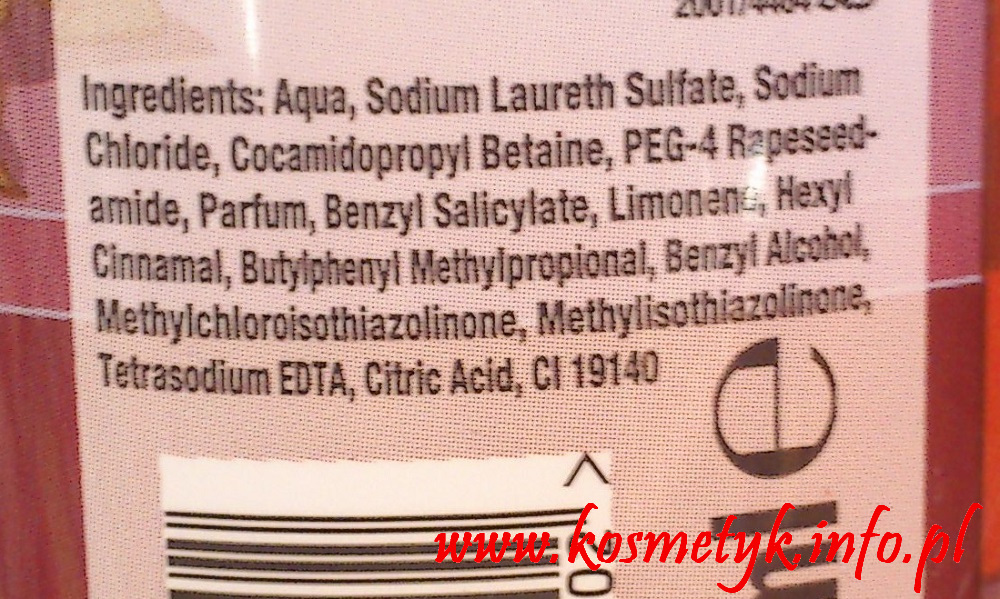 Ingredients: Aqua, Sodium Laureth Sulfate, Sodium
Chloride, Cocamidopropyl Betaine, PEG-4 Rapeseed-
amide, Parfum, Benzyl Salicylate, Limonene, Hexyl
Cinnamal, Butylphenyl Methylpropional, Benzyl Alcohol,
Methylchloroisothiazolinone, Methylisothiazolinone,
Tetrasodium EDTA, Citric Acid, CI 19140
e
www.kosmetyk.info.pl